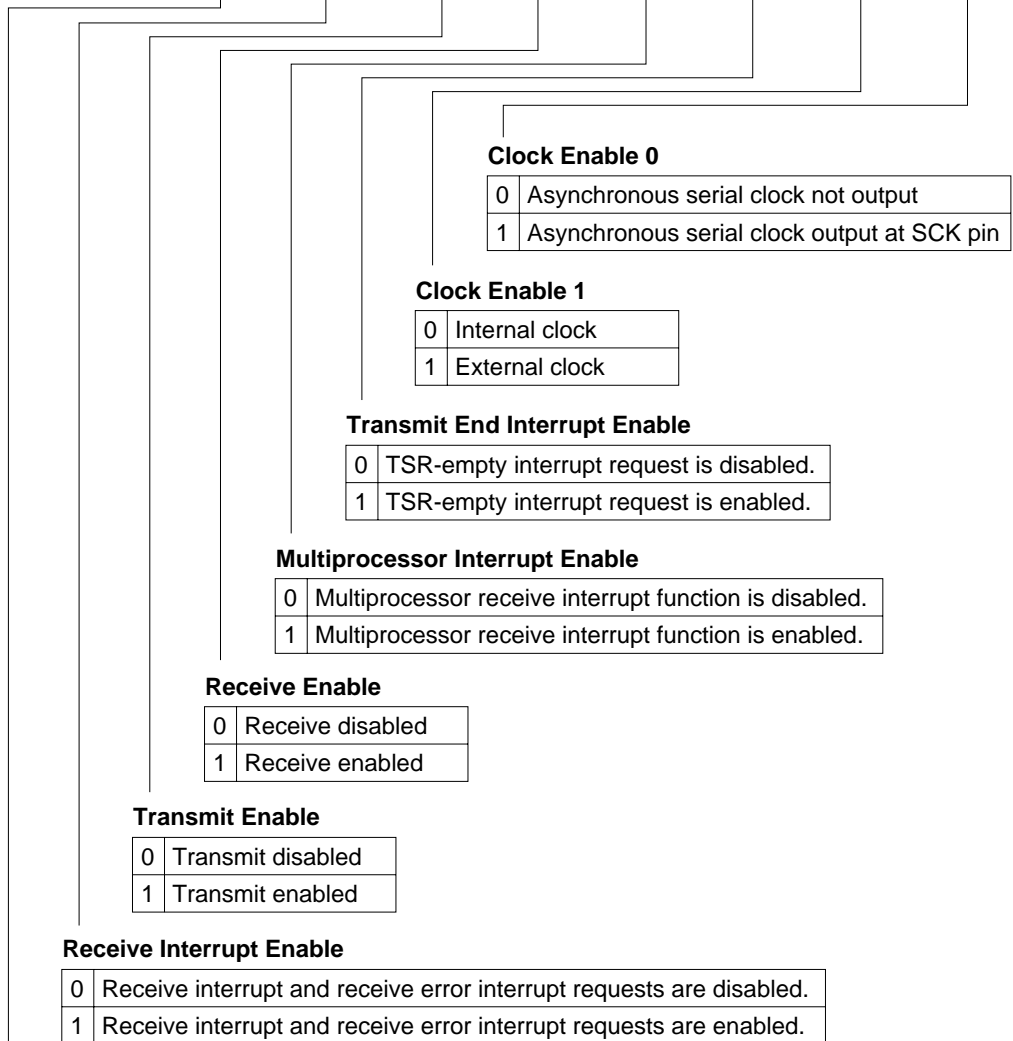 Clock Enable 0
0 Asynchronous serial clock not output
1 Asynchronous serial clock output at SCK pin
Clock Enable 1
0 Internal clock
1 External clock
Transmit End Interrupt Enable
0 TSR-empty interrupt request is disabled.
1 TSR-empty interrupt request is enabled.
Multiprocessor Interrupt Enable
0 Multiprocessor receive interrupt function is disabled.
1 Multiprocessor receive interrupt function is enabled.
Receive Enable
0 Receive disabled
1 Receive enabled
Transmit Enable
0 Transmit disabled
1 Transmit enabled
Receive Interrupt Enable
0 Receive interrupt and receive error interrupt requests are disabled.
1 Receive interrupt and receive error interrupt requests are enabled.